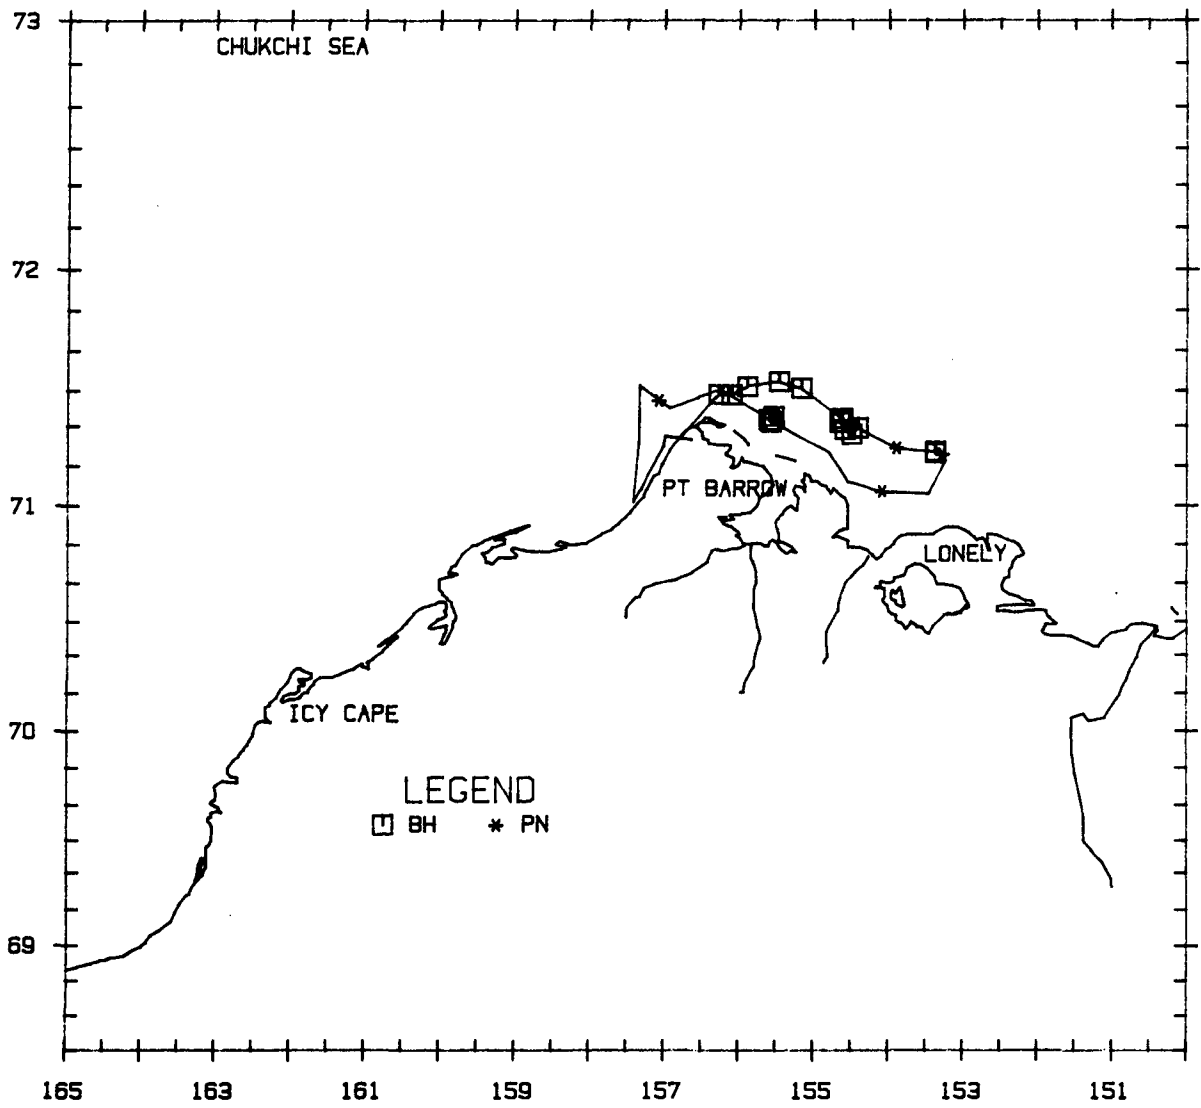 73
CHUKCHI SEA
72
71
PT BARROW
LONELY
70
ICY CAPE
LEGEND
BH * PN
69
165 163 161 159 157 155 153 151